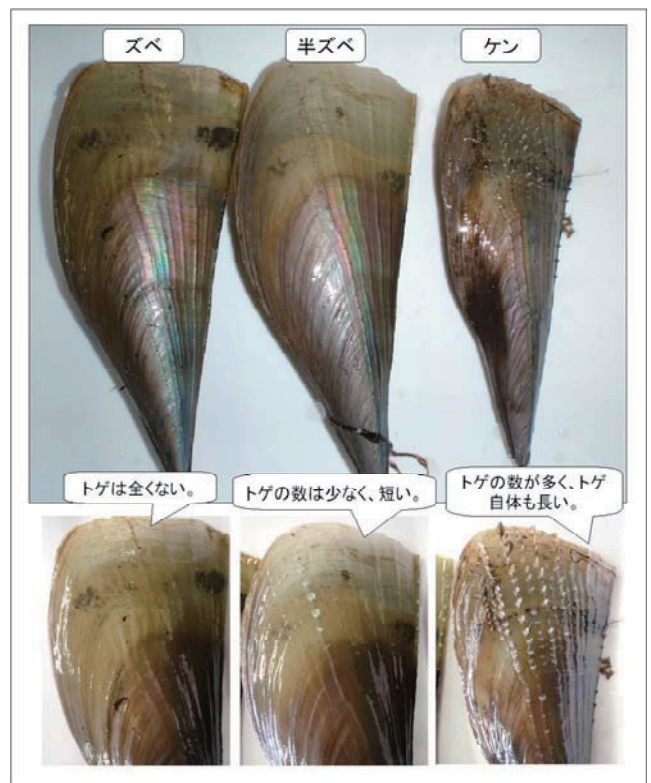 ズベ
半ズベ
ケン
トゲは全くない。
トゲの数は少なく、短い。
トゲの数が多く、トゲ
自体も長い。